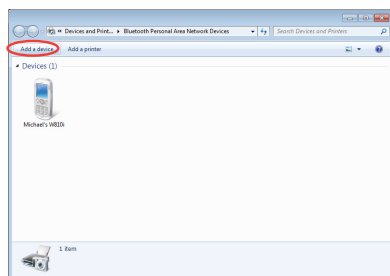 Devices and Print... Bluetooth Personal Area Network Devices Search Devices and Printers
Add a device Add a printer
Devices (1)
Michael's W810i
1 item